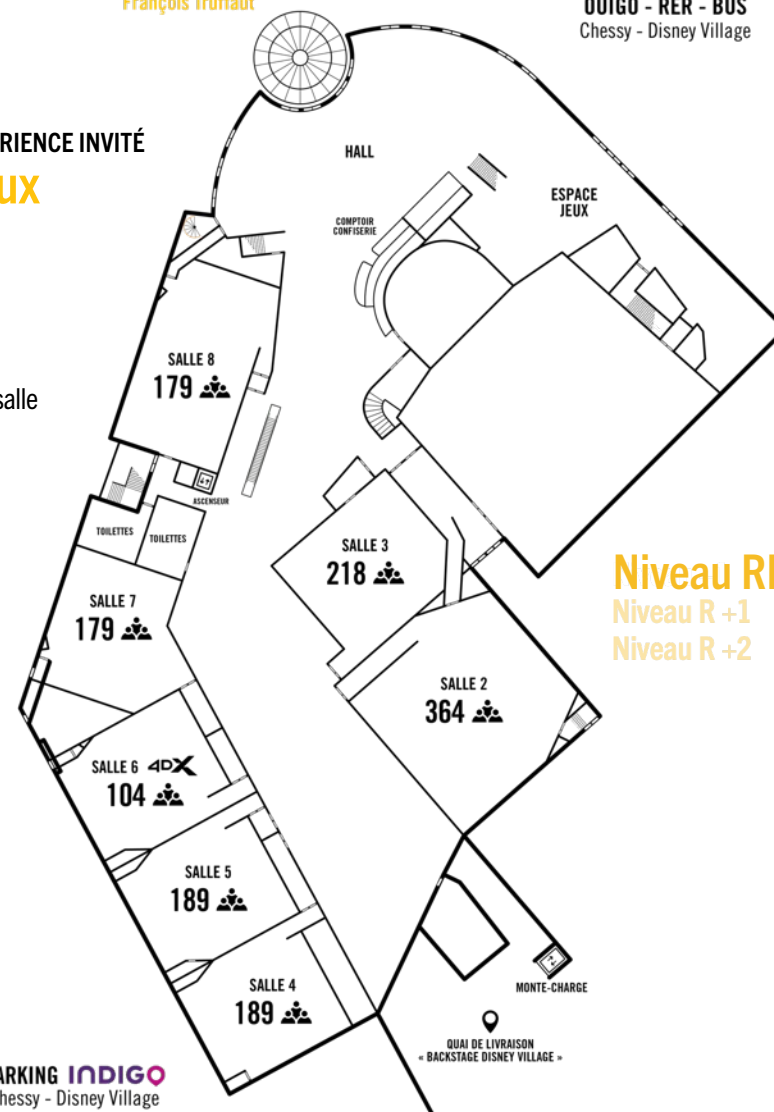 François Truffaut
OUIGO - RER - BUS
Chessy - Disney Village
RIENCE INVITÉ
ux
HALL
ESPACE
JEUX
COMPTOIR
CONFISERIE
SALLE 8
179
salle
ASCENSEUR
TOILETTES
TOILETTES
SALLE 3
218
Niveau R
Niveau R +1
Niveau R +2
SALLE 7
179
SALLE 2
364
SALLE 6 4DX
104
SALLE 5
189
SALLE 4
189
MONTE-CHARGE
QUAI DE LIVRAISON
« BACKSTAGE DISNEY VILLAGE »
ARKING INDIGO
hessy - Disney Village